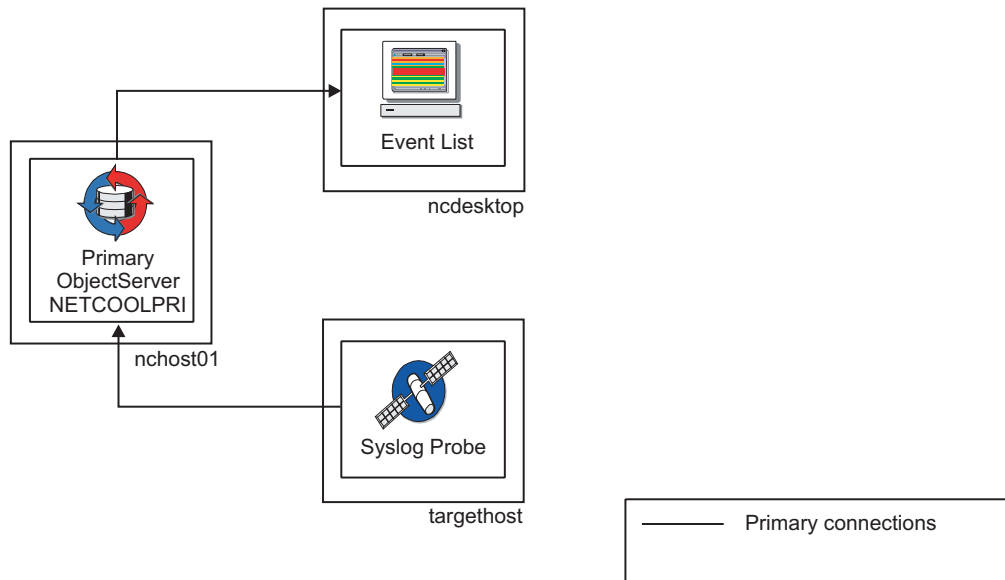 Event List
ncdesktop
Primary
ObjectServer
NETCOOLPRI
nchost01
Syslog Probe
targethost
Primary connections